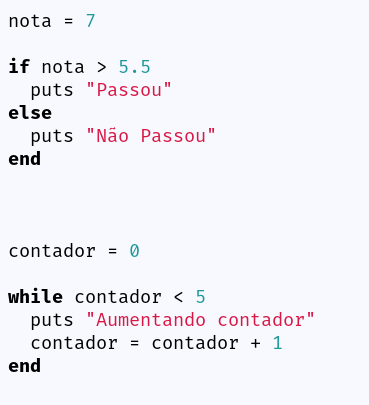 nota = 7
if nota > 5.5
  puts "Passou"
else
  puts "Não Passou"
end
contador = 0
while contador < 5
  puts "Aumentando contador"
  contador = contador + 1
end